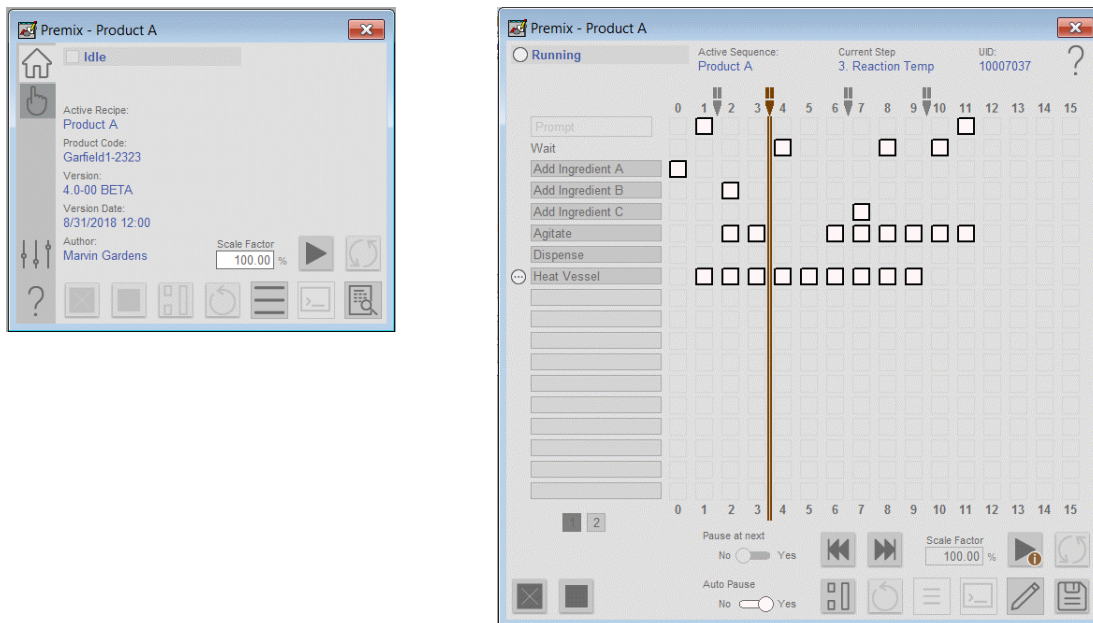 Premix - Product A
Idle
Active Recipe:
Product A
Product Code:
Garfield1-2323
Version:
4.0-00 BETA
Version Date:
8/31/2018 12:00
Author:
Marvin Gardens
Scale Factor
100.00 %
Premix - Product A
Running
Active Sequence:
Product A
Current Step
3. Reaction Temp
UID:
10007037
0 1 2 3 4 5 6 7 8 9 10 11 12 13 14 15
Prompt
Wait
Add Ingredient A
Add Ingredient B
Add Ingredient C
Agitate
Dispense
Heat Vessel
0 1 2 3 4 5 6 7 8 9 10 11 12 13 14 15
1 2
Pause at next
No Yes
Scale Factor
100.00 %
Auto Pause
No Yes